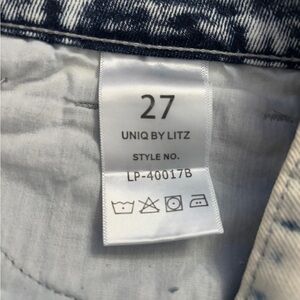 27
UNIQ BY LITZ
STYLE NO.
LP-40017B